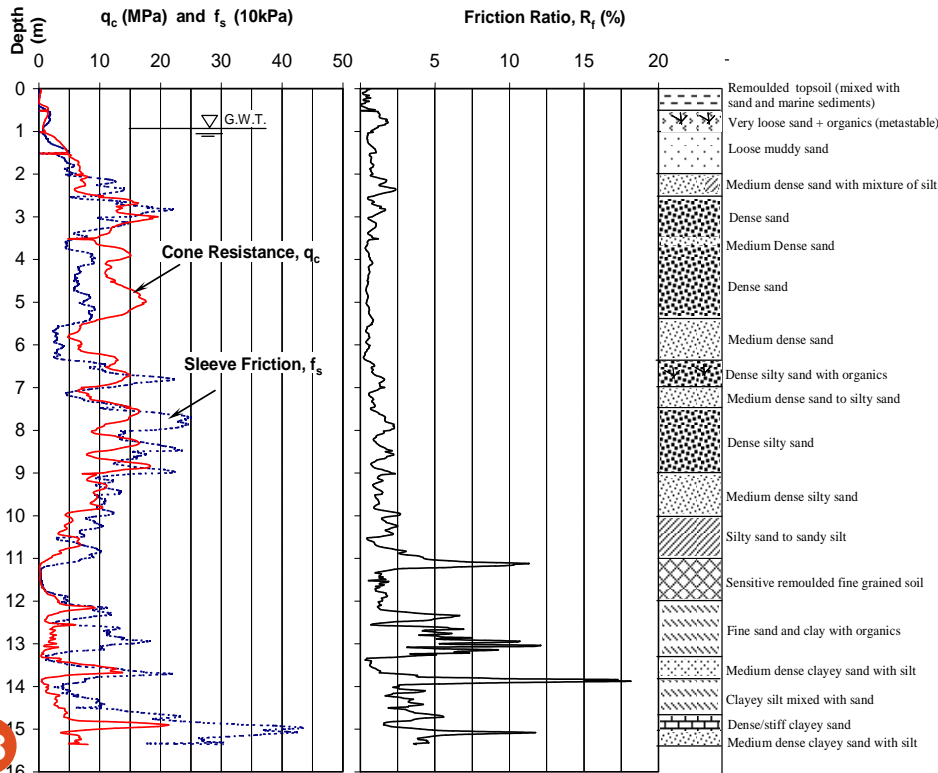 q_c (MPa) and f_s (10kPa)
Friction Ratio, R_f (%)
Depth
(m)
0 10 20 30 40 50
5 10 15 20
-
0
1
2
3
4
5
6
7
8
9
10
11
12
13
14
15
16
G.W.T.
Cone Resistance, q_c
Sleeve Friction, f_s
Remoulded topsoil (mixed with
sand and marine sediments)
Very loose sand + organics (metastable)
Loose muddy sand
Medium dense sand with mixture of silt
Dense sand
Medium Dense sand
Dense sand
Medium dense sand
Dense silty sand with organics
Medium dense sand to silty sand
Dense silty sand
Medium dense silty sand
Silty sand to sandy silt
Sensitive remoulded fine grained soil
Fine sand and clay with organics
Medium dense clayey sand with silt
Clayey silt mixed with sand
Dense/stiff clayey sand
Medium dense clayey sand with silt